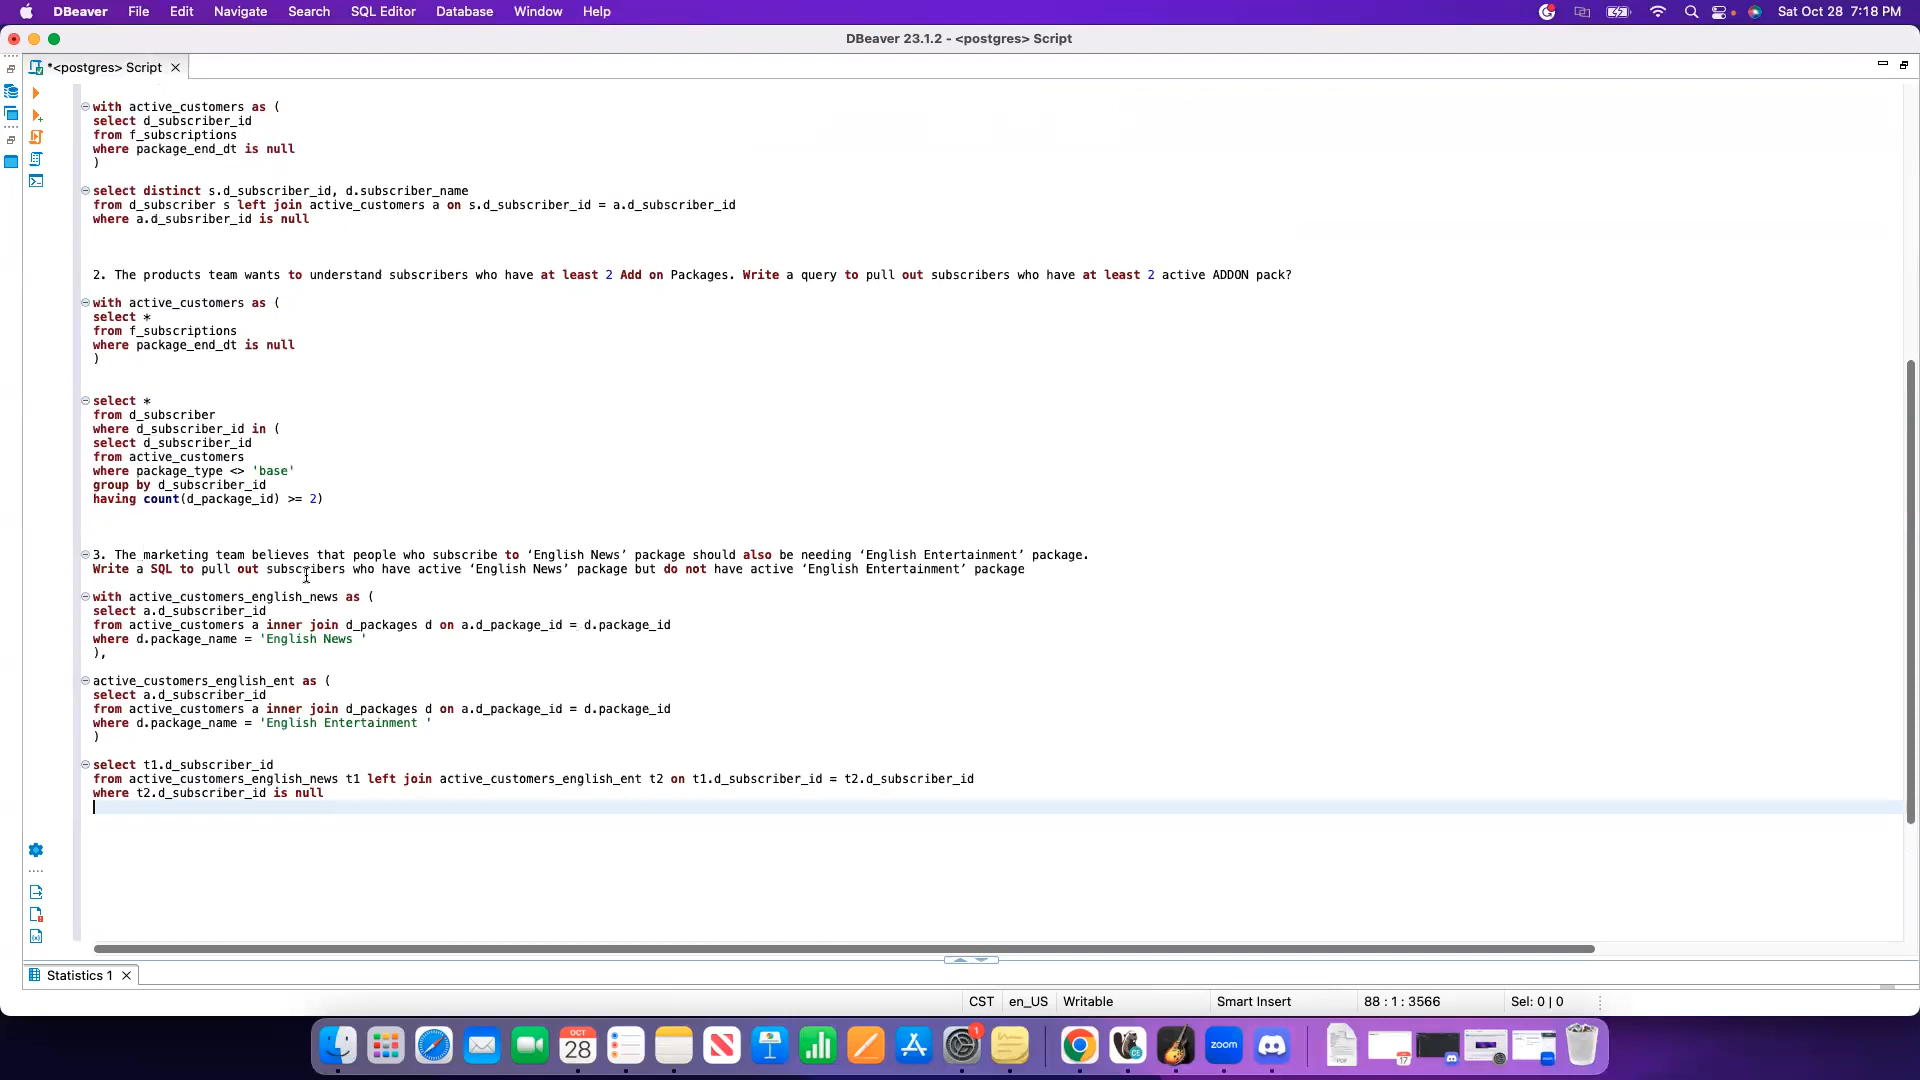 DBeaver File Edit Navigate Search SQL Editor Database Window Help Sat Oct 28 7:18 PM
DBeaver 23.1.2 - <postgres> Script
*<postgres> Script
with active_customers as (
select d_subscriber_id
from f_subscriptions
where package_end_dt is null
)
select distinct s.d_subscriber_id, d.subscriber_name
from d_subscriber s left join active_customers a on s.d_subscriber_id = a.d_subscriber_id
where a.d_subsriber_id is null
2. The products team wants to understand subscribers who have at least 2 Add on Packages. Write a query to pull out subscribers who have at least 2 active ADDON pack?
with active_customers as (
select *
from f_subscriptions
where package_end_dt is null
)
select *
from d_subscriber
where d_subscriber_id in (
select d_subscriber_id
from active_customers
where package_type <> 'base'
group by d_subscriber_id
having count(d_package_id) >= 2)
3. The marketing team believes that people who subscribe to ‘English News’ package should also be needing ‘English Entertainment’ package.
Write a SQL to pull out subscribers who have active ‘English News’ package but do not have active ‘English Entertainment’ package
with active_customers_english_news as (
select a.d_subscriber_id
from active_customers a inner join d_packages d on a.d_package_id = d.package_id
where d.package_name = 'English News '
),
active_customers_english_ent as (
select a.d_subscriber_id
from active_customers a inner join d_packages d on a.d_package_id = d.package_id
where d.package_name = 'English Entertainment '
)
select t1.d_subscriber_id
from active_customers_english_news t1 left join active_customers_english_ent t2 on t1.d_subscriber_id = t2.d_subscriber_id
where t2.d_subscriber_id is null
Statistics 1
CST en_US Writable Smart Insert 88 : 1 : 3566 Sel: 0 | 0
OCT
28
1
zoom
17